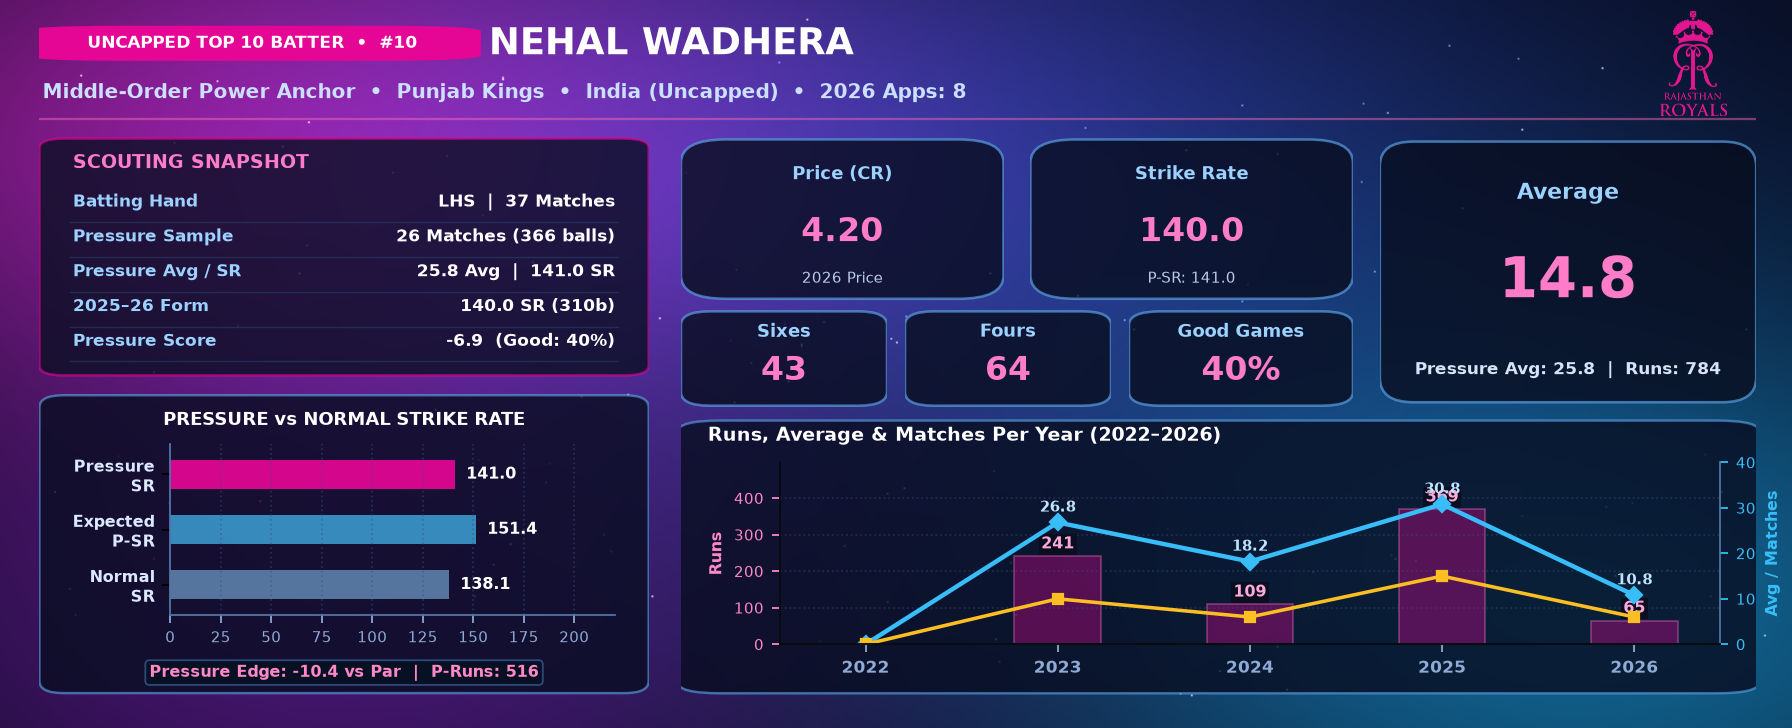 UNCAPPED TOP 10 BATTER • #10
NEHAL WADHERA
Middle-Order Power Anchor • Punjab Kings • India (Uncapped) • 2026 Apps: 8
RAJASTHAN
ROYALS
SCOUTING SNAPSHOT
Batting Hand LHS | 37 Matches
Pressure Sample 26 Matches (366 balls)
Pressure Avg / SR 25.8 Avg | 141.0 SR
2025–26 Form 140.0 SR (310b)
Pressure Score -6.9 (Good: 40%)
Price (CR)
4.20
2026 Price
Strike Rate
140.0
P-SR: 141.0
Average
14.8
Pressure Avg: 25.8 | Runs: 784
Sixes
43
Fours
64
Good Games
40%
PRESSURE vs NORMAL STRIKE RATE
Pressure
SR
141.0
Expected
P-SR
151.4
Normal
SR
138.1
0 25 50 75 100 125 150 175 200
Pressure Edge: -10.4 vs Par | P-Runs: 516
Runs, Average & Matches Per Year (2022–2026)
Runs
400
300
200
100
0
26.8
241
18.2
109
30.8
369
10.8
65
40
30
20
10
0
Avg / Matches
2022 2023 2024 2025 2026